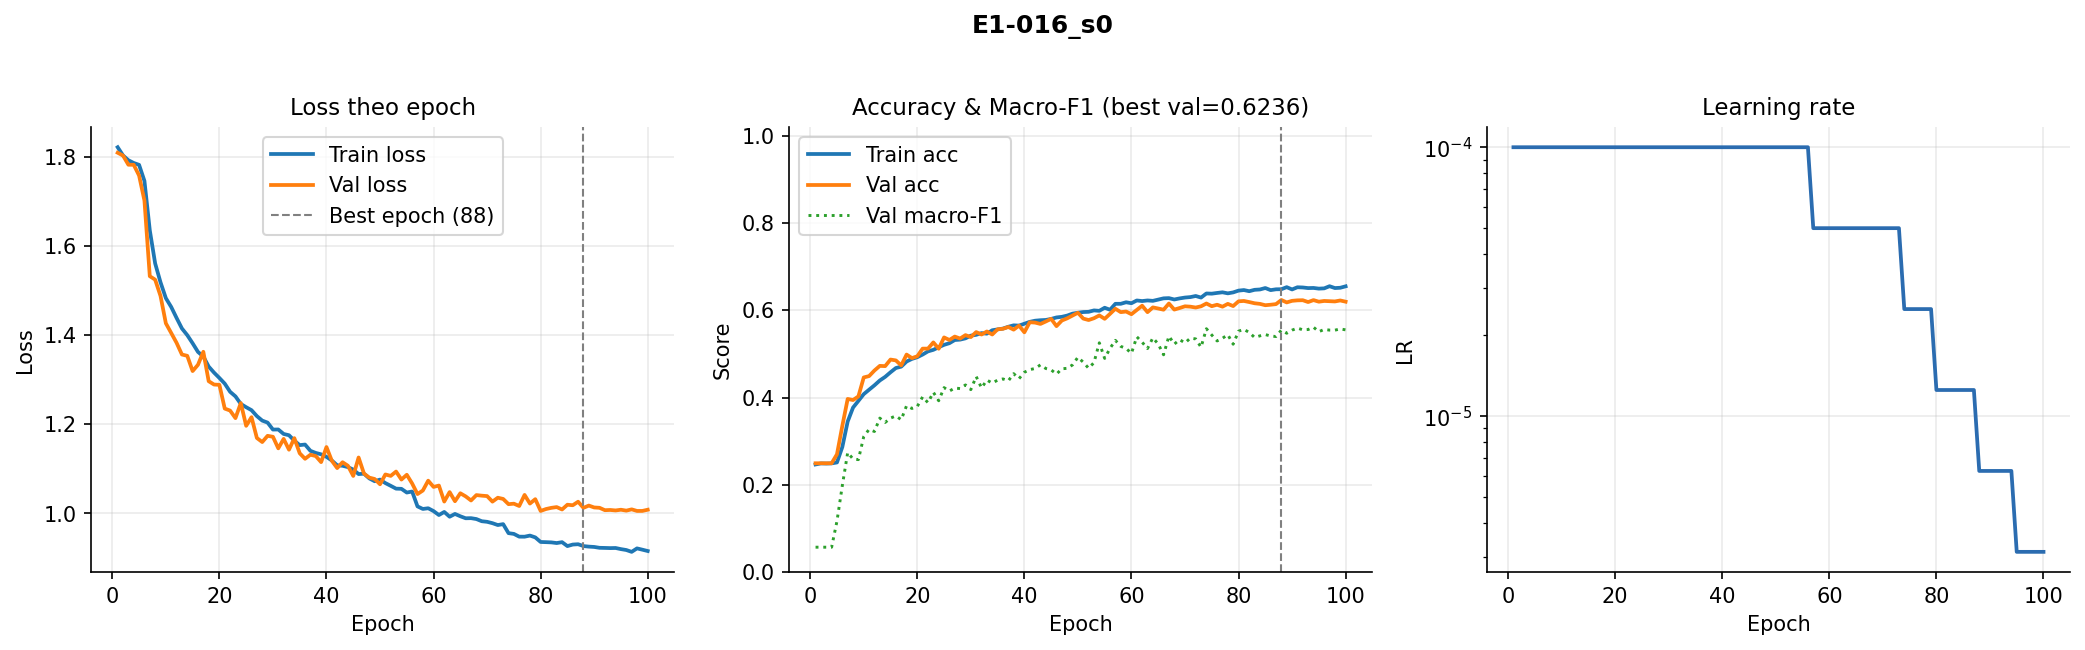 E1-016_s0
Loss theo epoch
Train loss
Val loss
Best epoch (88)
1.8
1.6
1.4
1.2
1.0
Loss
0 20 40 60 80 100
Epoch
Accuracy & Macro-F1 (best val=0.6236)
Train acc
Val acc
Val macro-F1
1.0
0.8
0.6
0.4
0.2
0.0
Score
0 20 40 60 80 100
Epoch
Learning rate
10⁻⁴
10⁻⁵
LR
0 20 40 60 80 100
Epoch